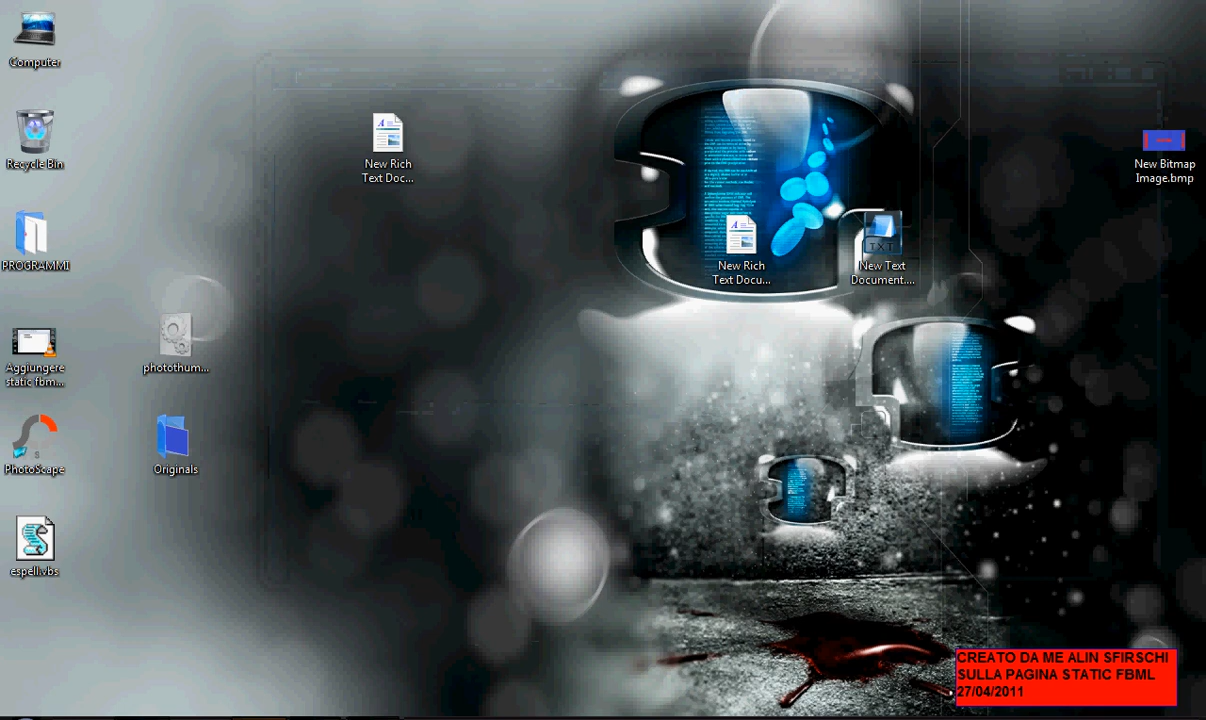 Computer
Recycle Bin
PROGRAMMI
Aggiungere
static fbm...
PhotoScape
espell.vbs
photothum...
Originals
New Rich
Text Doc...
New Rich
Text Docu...
TXT
New Text
Document....
New Bitmap
Image.bmp
CREATO DA ME ALIN SFIRSCHI
SULLA PAGINA STATIC FBML
27/04/2011